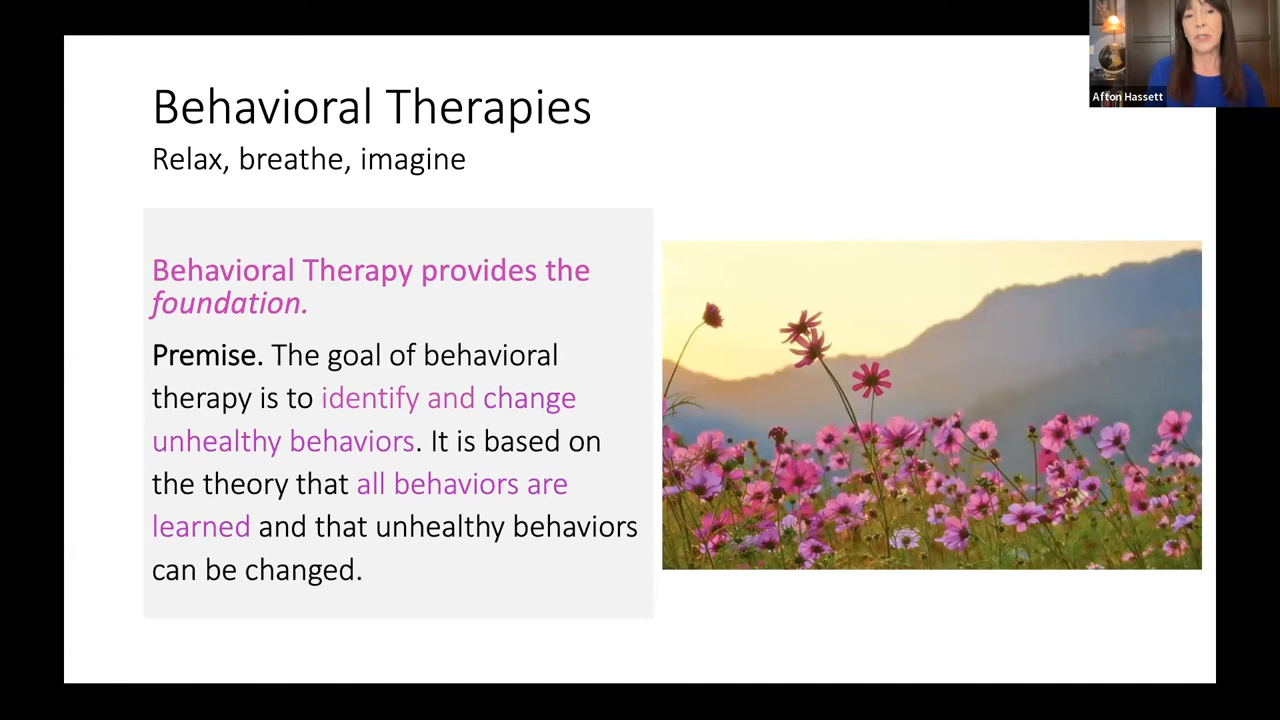 Behavioral Therapies
Relax, breathe, imagine
Behavioral Therapy provides the
foundation.
Premise. The goal of behavioral
therapy is to identify and change
unhealthy behaviors. It is based on
the theory that all behaviors are
learned and that unhealthy behaviors
can be changed.
Afton Hassett